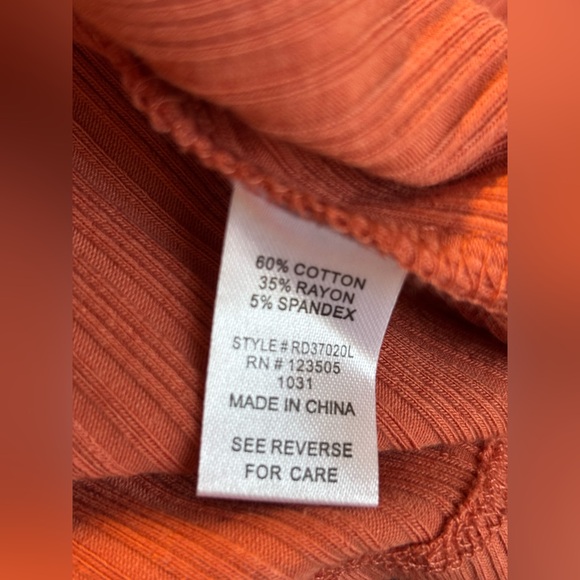 60% COTTON
35% RAYON
5% SPANDEX
STYLE # RD37020L
RN # 123505
1031
MADE IN CHINA
SEE REVERSE
FOR CARE